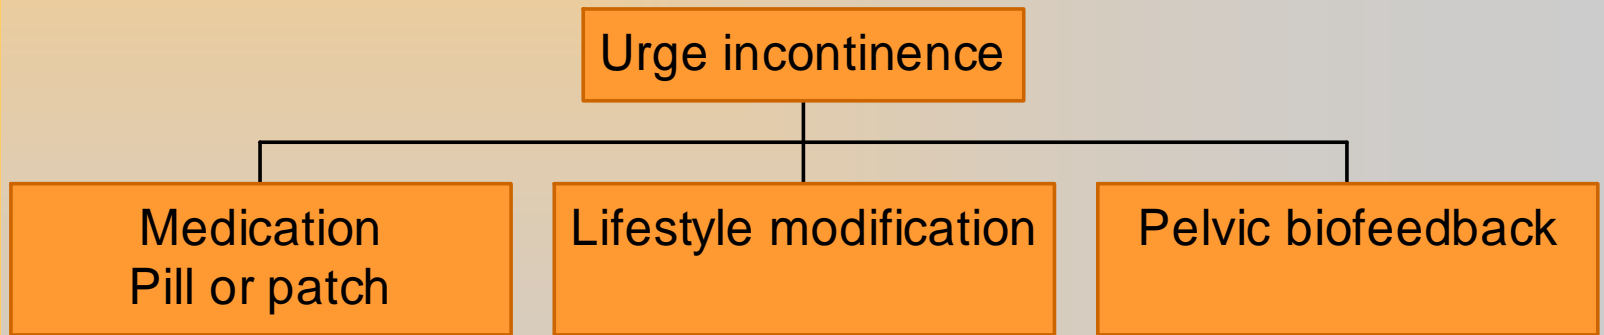 Urge incontinence
Medication
Pill or patch
Lifestyle modification
Pelvic biofeedback